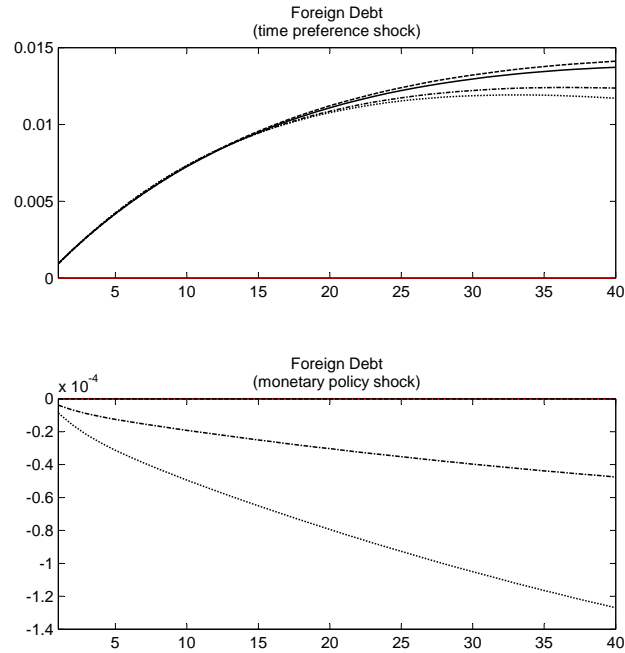 Foreign Debt
(time preference shock)
0.015
0.01
0.005
0
5 10 15 20 25 30 35 40
Foreign Debt
(monetary policy shock)
x 10^-4
0
-0.2
-0.4
-0.6
-0.8
-1
-1.2
-1.4
5 10 15 20 25 30 35 40